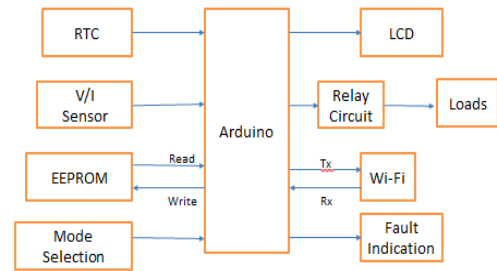 RTC
LCD
V/I
Sensor
Relay
Circuit
Loads
Arduino
Read
EEPROM
Write
Tx
Wi-Fi
Rx
Mode
Selection
Fault
Indication